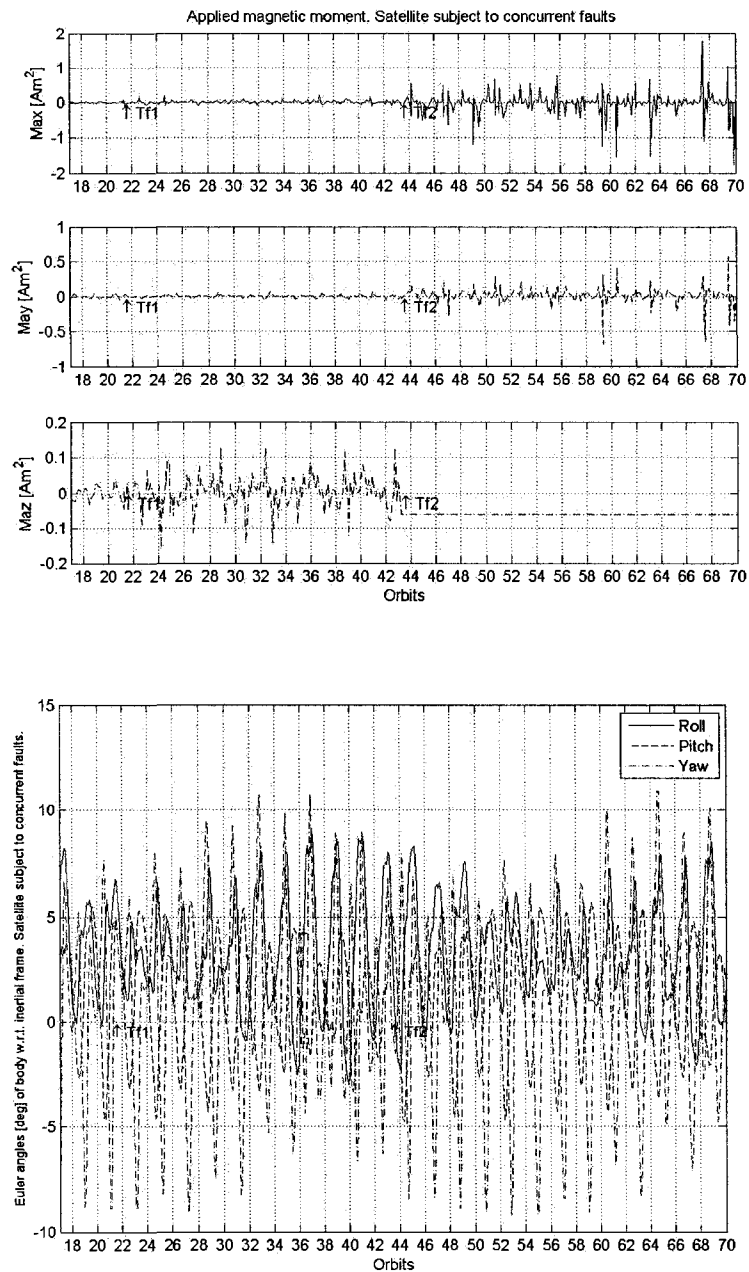 Applied magnetic moment. Satellite subject to concurrent faults
Max [Am²]
2
1
0
-1
-2
↑ Tf1
↑ Tf2
18 20 22 24 26 28 30 32 34 36 38 40 42 44 46 48 50 52 54 56 58 60 62 64 66 68 70
May [Am²]
1
0.5
0
-0.5
-1
↑ Tf1
↑ Tf2
18 20 22 24 26 28 30 32 34 36 38 40 42 44 46 48 50 52 54 56 58 60 62 64 66 68 70
Maz [Am²]
0.2
0.1
0
-0.1
-0.2
↑ Tf1
↑ Tf2
18 20 22 24 26 28 30 32 34 36 38 40 42 44 46 48 50 52 54 56 58 60 62 64 66 68 70
Orbits
Euler angles [deg] of body w.r.t. inertial frame. Satellite subject to concurrent faults.
15
10
5
0
-5
-10
Roll
Pitch
Yaw
↑ Tf1
↑ Tf2
18 20 22 24 26 28 30 32 34 36 38 40 42 44 46 48 50 52 54 56 58 60 62 64 66 68 70
Orbits